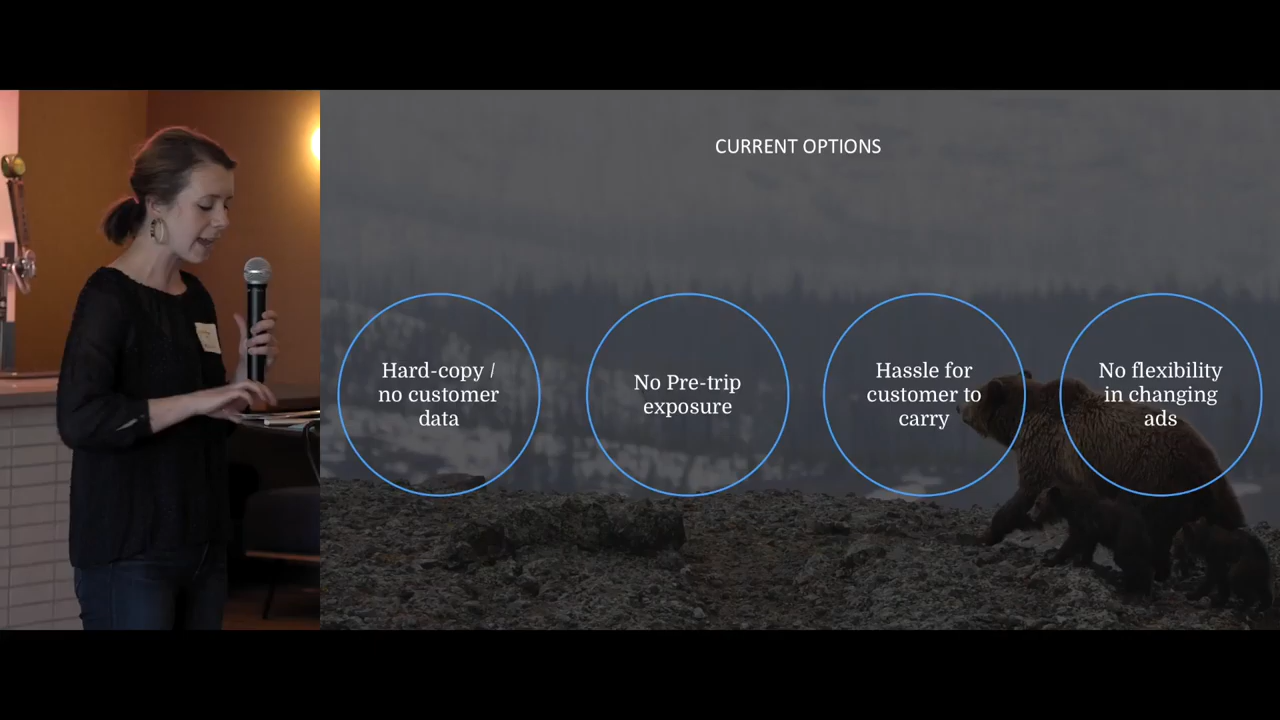 CURRENT OPTIONS
Hard-copy /
no customer
data
No Pre-trip
exposure
Hassle for
customer to
carry
No flexibility
in changing
ads